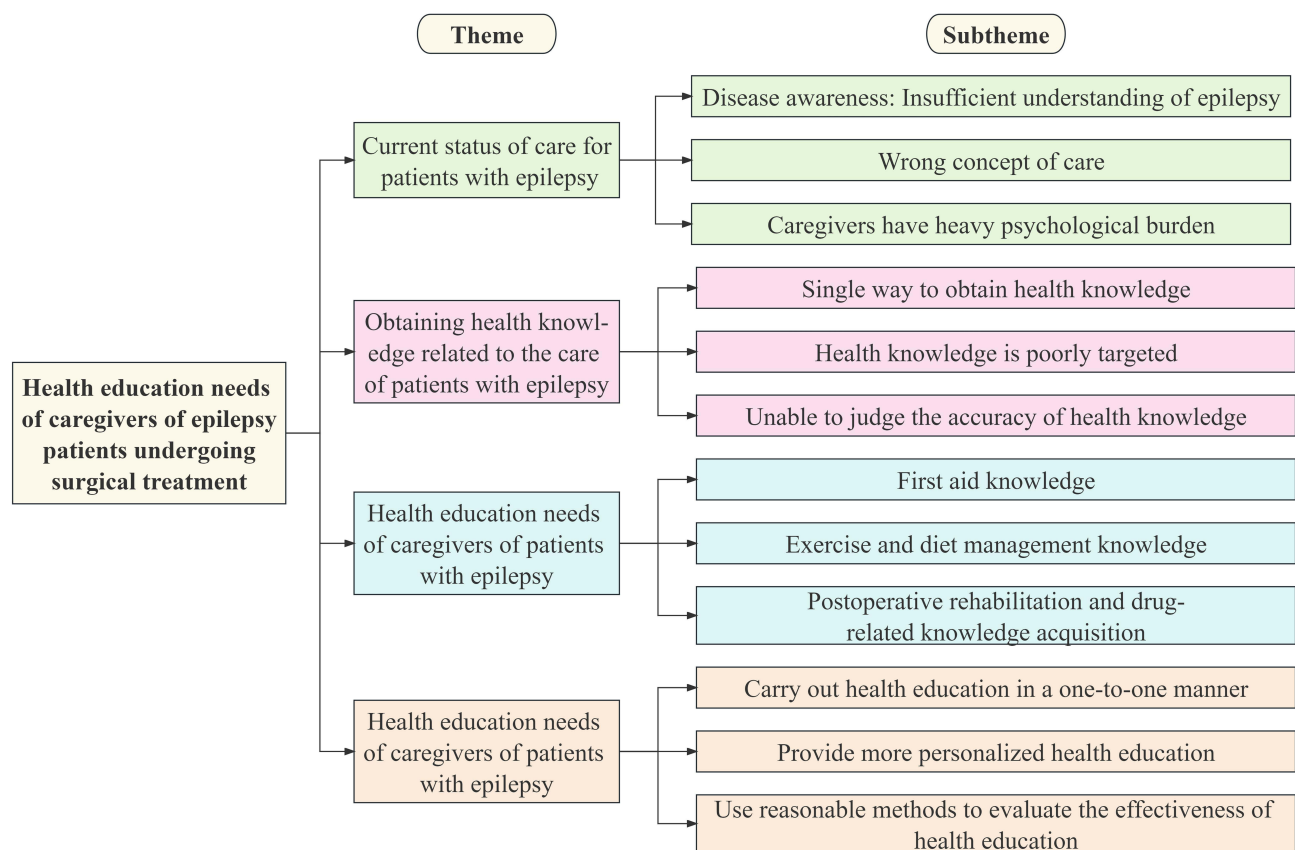 Theme
Subtheme
Health education needs
of caregivers of epilepsy
patients undergoing
surgical treatment
Current status of care for
patients with epilepsy
Disease awareness: Insufficient understanding of epilepsy
Wrong concept of care
Caregivers have heavy psychological burden
Obtaining health knowl-
edge related to the care
of patients with epilepsy
Single way to obtain health knowledge
Health knowledge is poorly targeted
Unable to judge the accuracy of health knowledge
Health education needs
of caregivers of patients
with epilepsy
First aid knowledge
Exercise and diet management knowledge
Postoperative rehabilitation and drug-
related knowledge acquisition
Health education needs
of caregivers of patients
with epilepsy
Carry out health education in a one-to-one manner
Provide more personalized health education
Use reasonable methods to evaluate the effectiveness of
health education